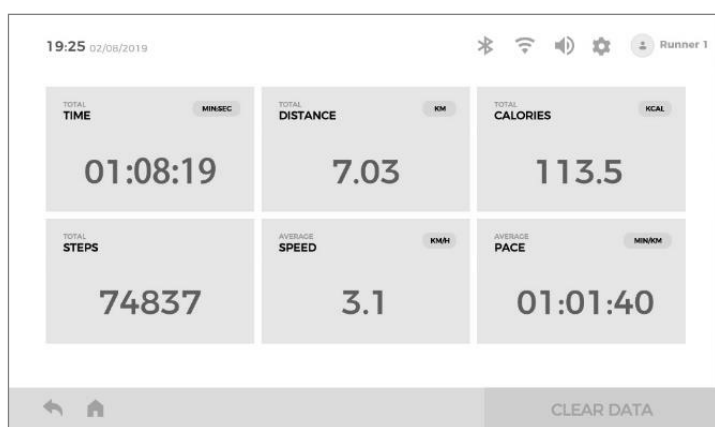 19:25 02/08/2019 Runner 1
TOTAL
TIME
MIN:SEC
01:08:19
TOTAL
DISTANCE
KM
7.03
TOTAL
CALORIES
KCAL
113.5
TOTAL
STEPS
74837
AVERAGE
SPEED
KM/H
3.1
AVERAGE
PACE
MIN/KM
01:01:40
CLEAR DATA